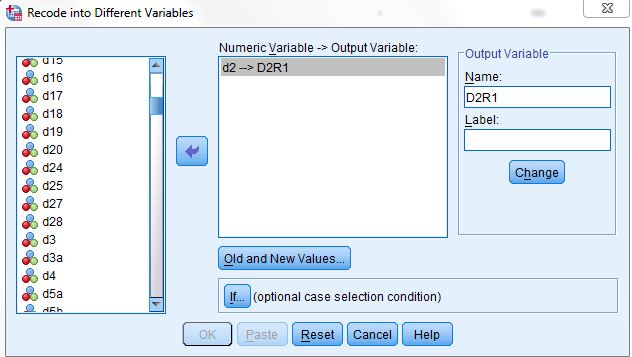 Recode into Different Variables
d15
d16
d17
d18
d19
d20
d24
d25
d27
d28
d3
d3a
d4
d5a
d5b
Numeric Variable -> Output Variable:
d2 --> D2R1
Old and New Values...
If... (optional case selection condition)
Output Variable
Name:
D2R1
Label:
Change
OK Paste Reset Cancel Help